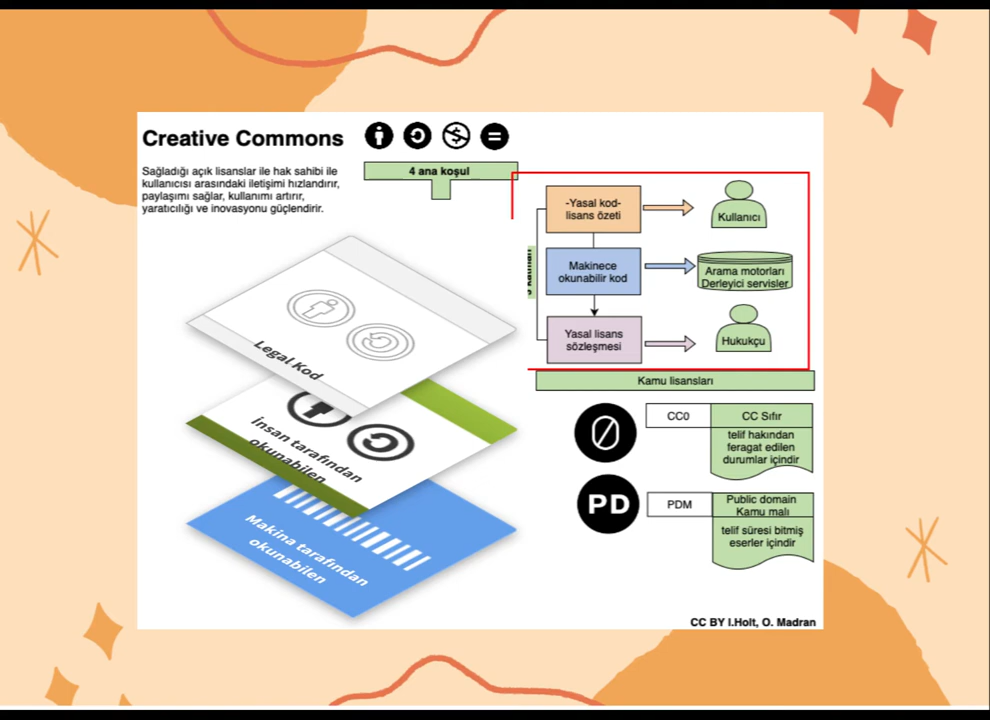 Creative Commons
Sağladığı açık lisanslar ile hak sahibi ile
kullanıcısı arasındaki iletişimi hızlandırır,
paylaşımı sağlar, kullanımı artırır,
yaratıcılığı ve inovasyonu güçlendirir.
4 ana koşul
-Yasal kod-
lisans özeti
Kullanıcı
Makinece
okunabilir kod
Arama motorları
Derleyici servisler
Yasal lisans
sözleşmesi
Hukukçu
Legal Kod
İnsan tarafından
okunabilen
Makina tarafından
okunabilen
Kamu lisansları
CC0
CC Sıfır
telif hakından
feragat edilen
durumlar içindir
PD
PDM
Public domain
Kamu malı
telif süresi bitmiş
eserler içindir
CC BY I.Holt, O. Madran